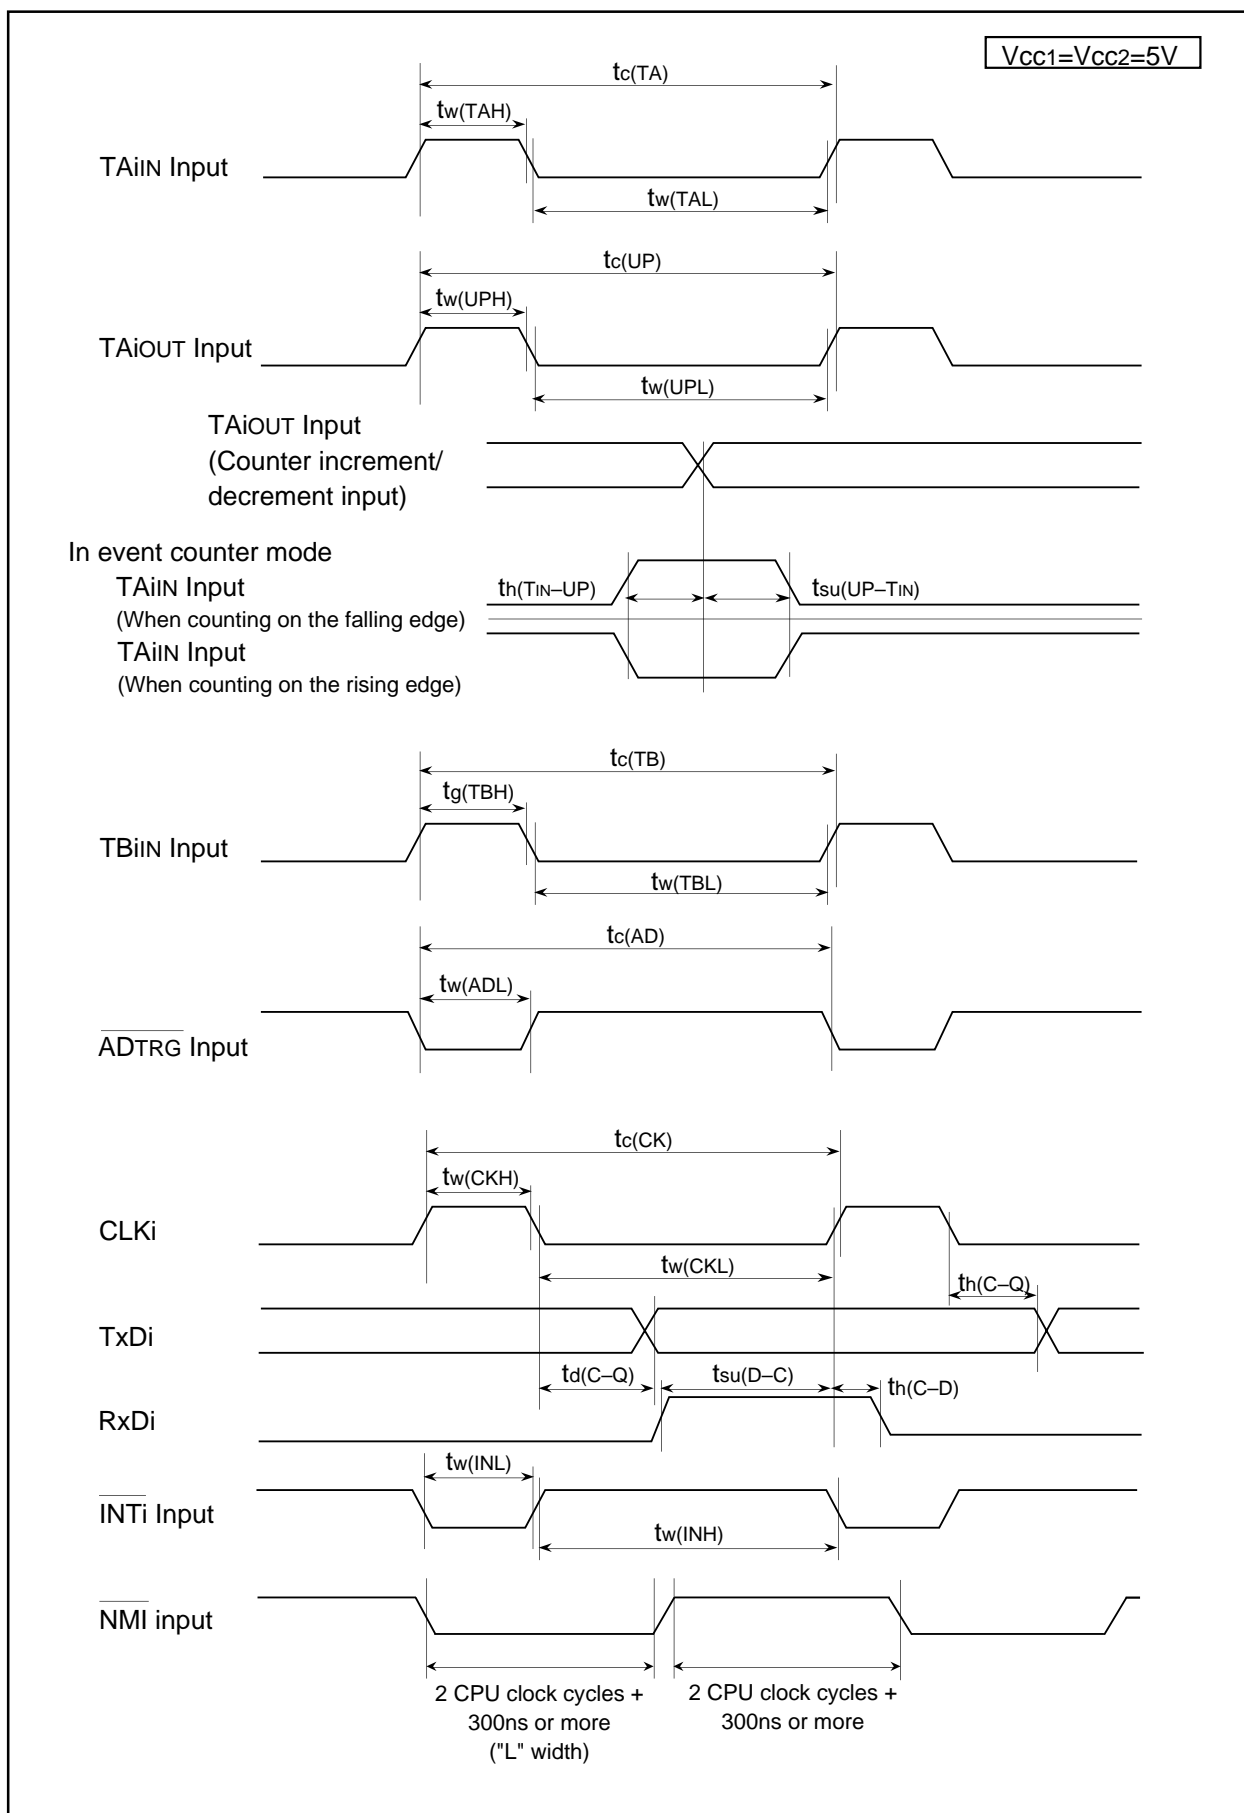 Vcc1=Vcc2=5V
tc(TA)
tw(TAH)
TAiIN Input
tw(TAL)
tc(UP)
tw(UPH)
TAiOUT Input
tw(UPL)
TAiOUT Input
(Counter increment/
decrement input)
In event counter mode
TAiIN Input
(When counting on the falling edge)
th(TIN–UP)
tsu(UP–TIN)
TAiIN Input
(When counting on the rising edge)
tc(TB)
tg(TBH)
TBiIN Input
tw(TBL)
tc(AD)
tw(ADL)
ADTRG Input
tc(CK)
tw(CKH)
CLKi
tw(CKL)
th(C–Q)
TxDi
td(C–Q)
tsu(D–C)
th(C–D)
RxDi
tw(INL)
INTi Input
tw(INH)
NMI input
2 CPU clock cycles +
300ns or more
("L" width)
2 CPU clock cycles +
300ns or more